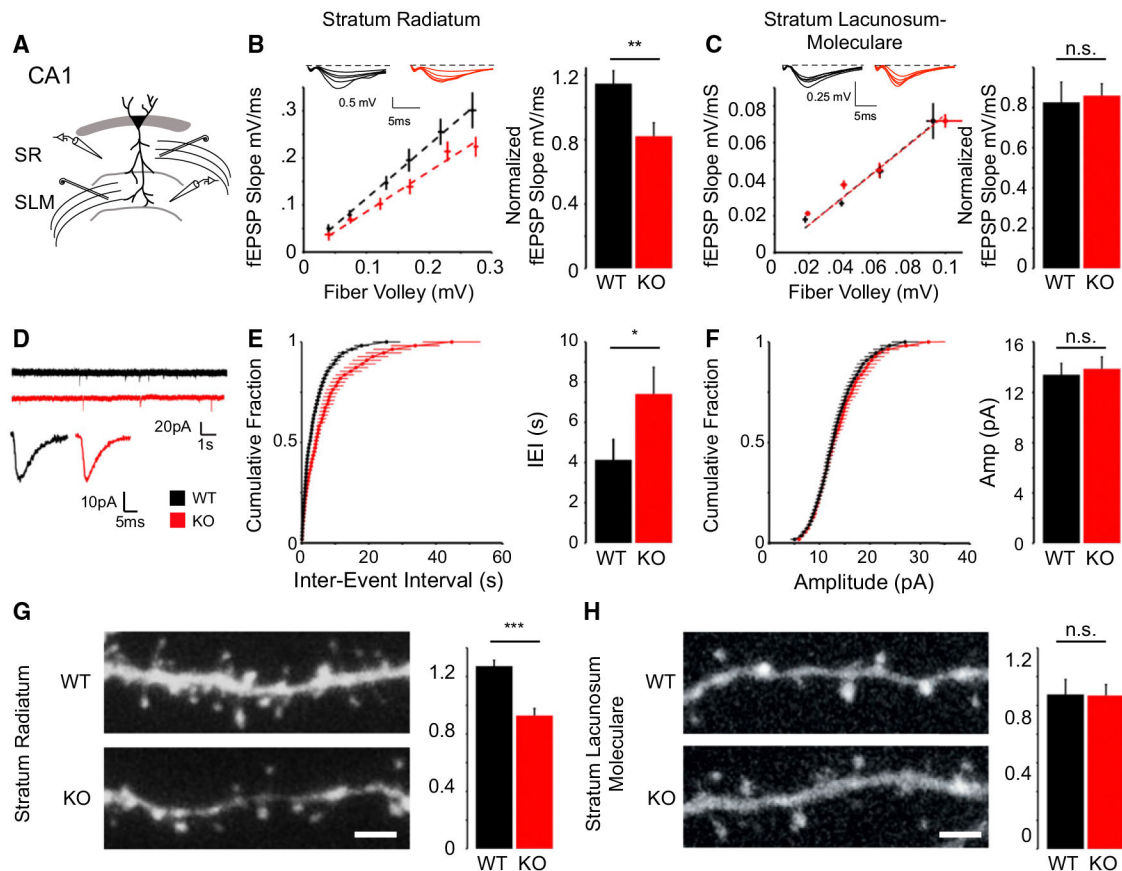 Stratum Radiatum
Stratum Lacunosum-
Moleculare
A
CA1
SR
SLM
B
0.5 mV
5ms
fEPSP Slope mV/ms
.3
.2
.1
0
0
0.1
0.2
0.3
Fiber Volley (mV)
**
Normalized
fEPSP Slope mV/ms
1.2
0.8
0.4
0
WT KO
C
0.25 mV
5ms
fEPSP Slope mV/mS
0.08
0.06
0.04
0.02
0
0 .02 .04 .06 .08 0.1
Fiber Volley (mV)
n.s.
Normalized
fEPSP Slope mV/mS
0.8
0.6
0.4
0.2
0
WT KO
D
20pA
1s
10pA
5ms
WT
KO
E
Cumulative Fraction
1
0.5
0
0 20 40 60
Inter-Event Interval (s)
*
IEI (s)
10
8
6
4
2
0
WT KO
F
Cumulative Fraction
1
0.5
0
0 10 20 30 40
Amplitude (pA)
n.s.
Amp (pA)
16
12
8
4
0
WT KO
G
Stratum Radiatum
WT
KO
***
1.2
0.8
0.4
0
WT KO
H
Stratum Lacunosum
Moleculare
WT
KO
n.s.
1.2
0.8
0.4
0
WT KO